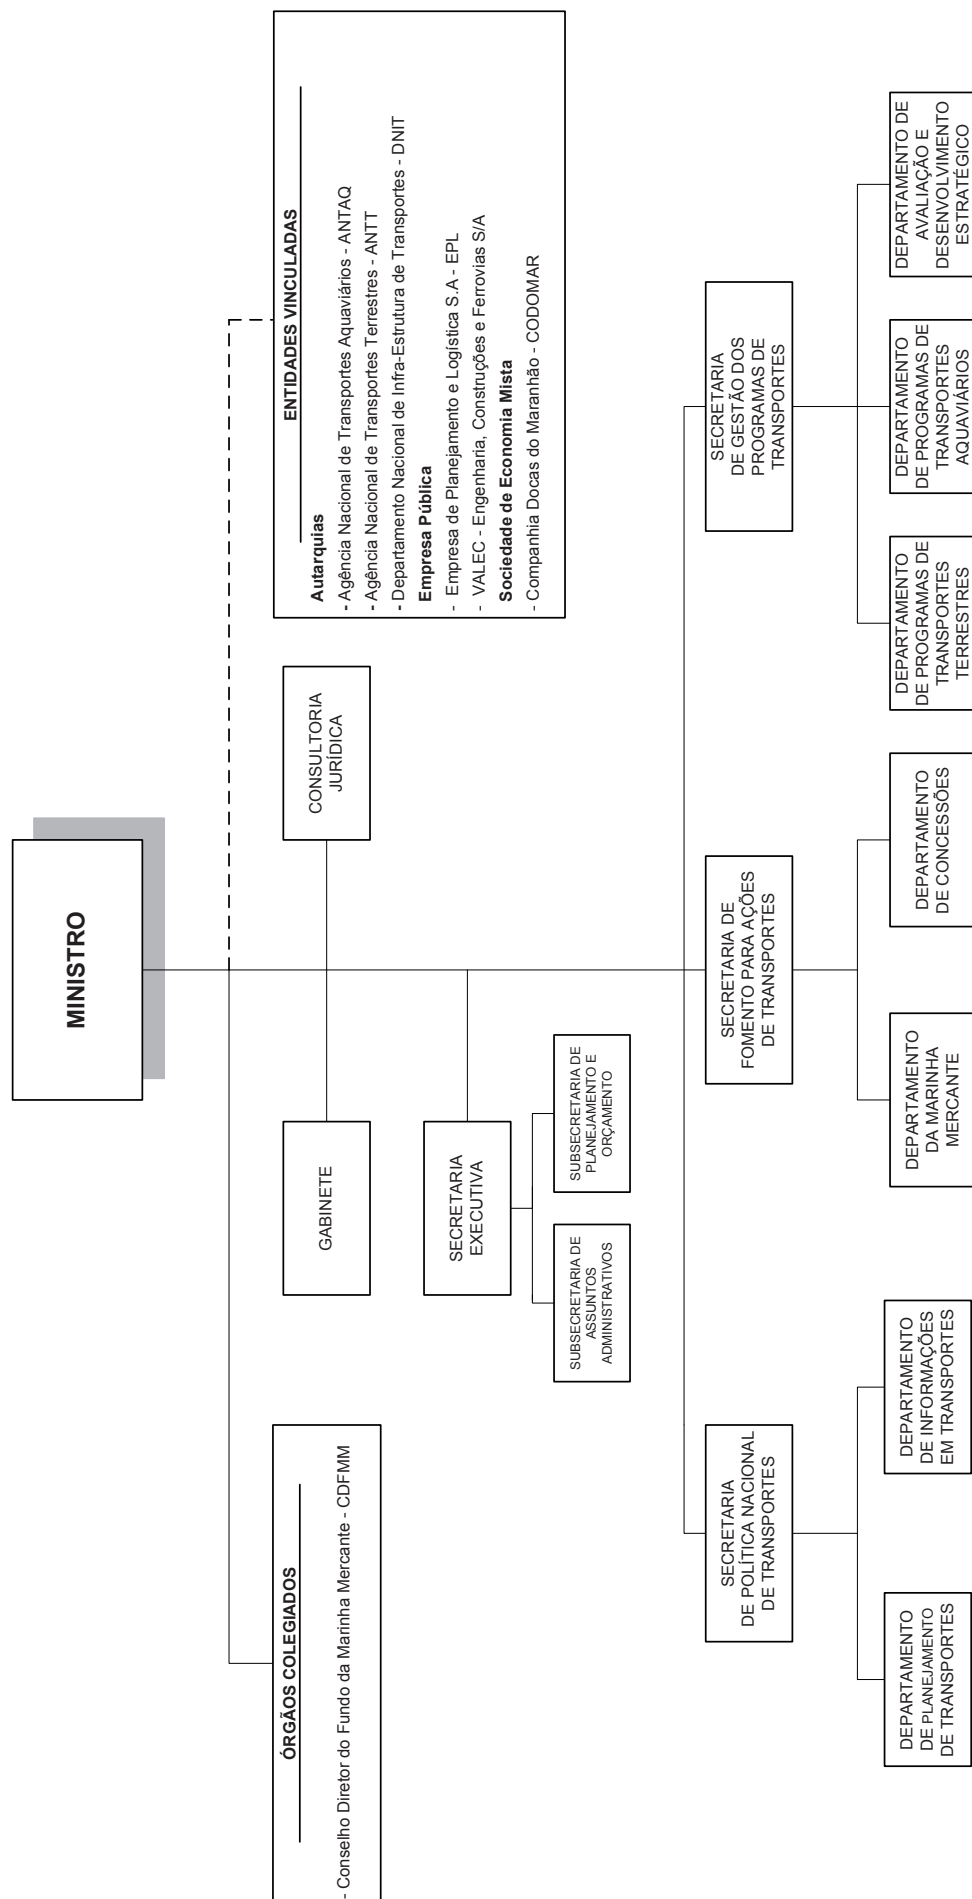 MINISTRO
ÓRGÃOS COLEGIADOS
- Conselho Diretor do Fundo da Marinha Mercante - CDFMM
ENTIDADES VINCULADAS
Autarquias
- Agência Nacional de Transportes Aquaviários - ANTAQ
- Agência Nacional de Transportes Terrestres - ANTT
- Departamento Nacional de Infra-Estrutura de Transportes - DNIT
Empresa Pública
- Empresa de Planejamento e Logística S.A - EPL
- VALEC - Engenharia, Construções e Ferrovias S/A
Sociedade de Economia Mista
- Companhia Docas do Maranhão - CODOMAR
GABINETE
CONSULTORIA
JURÍDICA
SECRETARIA
EXECUTIVA
SUBSECRETARIA DE
ASSUNTOS
ADMINISTRATIVOS
SUBSECRETARIA DE
PLANEJAMENTO E
ORÇAMENTO
SECRETARIA
DE POLÍTICA NACIONAL
DE TRANSPORTES
SECRETARIA DE
FOMENTO PARA AÇÕES
DE TRANSPORTES
SECRETARIA
DE GESTÃO DOS
PROGRAMAS DE
TRANSPORTES
DEPARTAMENTO
DE PLANEJAMENTO
DE TRANSPORTES
DEPARTAMENTO
DE INFORMAÇÕES
EM TRANSPORTES
DEPARTAMENTO
DA MARINHA
MERCANTE
DEPARTAMENTO
DE CONCESSÕES
DEPARTAMENTO
DE PROGRAMAS DE
TRANSPORTES
TERRESTRES
DEPARTAMENTO
DE PROGRAMAS DE
TRANSPORTES
AQUAVIÁRIOS
DEPARTAMENTO DE
AVALIAÇÃO E
DESENVOLVIMENTO
ESTRATÉGICO